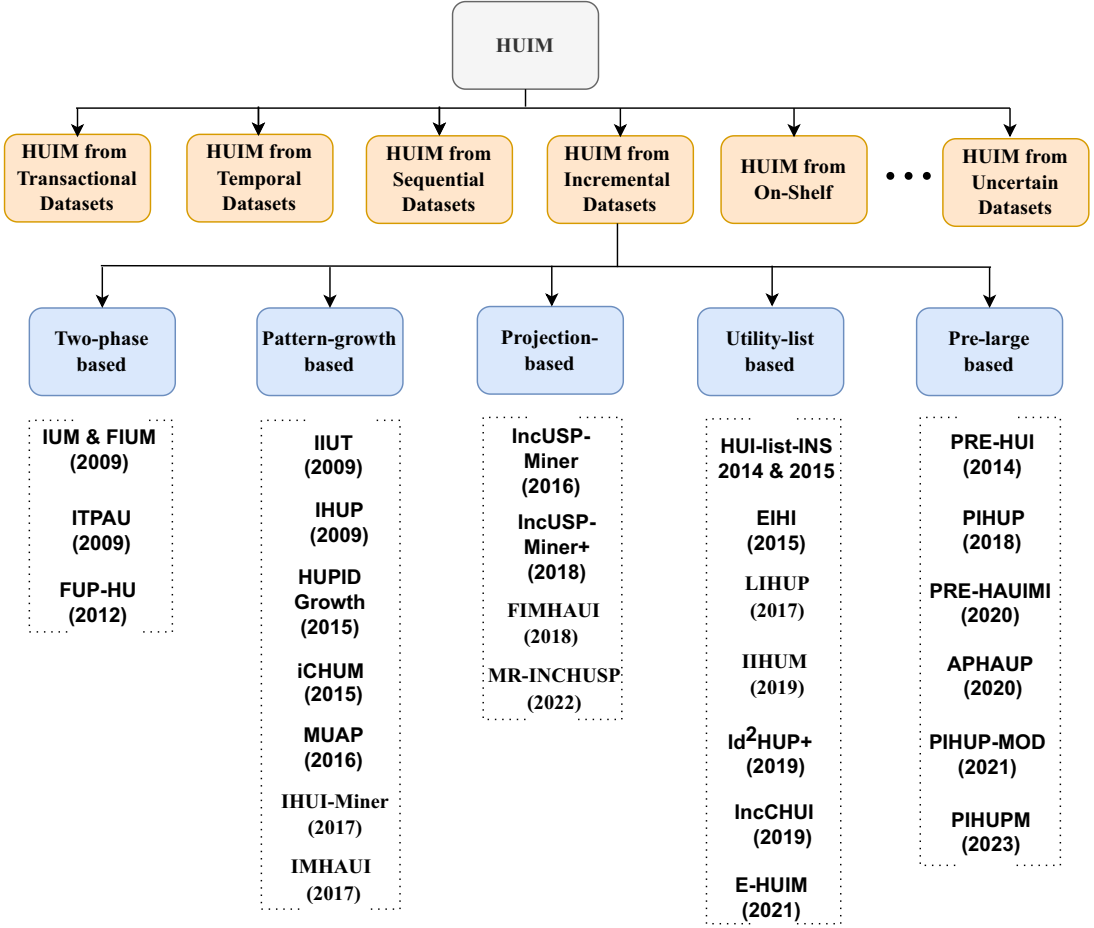 HUIM
HUIM from
Transactional
Datasets
HUIM from
Temporal
Datasets
HUIM from
Sequential
Datasets
HUIM from
Incremental
Datasets
HUIM from
On-Shelf
HUIM from
Uncertain
Datasets
Two-phase
based
Pattern-growth
based
Projection-
based
Utility-list
based
Pre-large
based
IUM & FIUM
(2009)
ITPAU
(2009)
FUP-HU
(2012)
IIUT
(2009)
IHUP
(2009)
HUPID
Growth
(2015)
iCHUM
(2015)
MUAP
(2016)
IHUI-Miner
(2017)
IMHAUI
(2017)
IncUSP-
Miner
(2016)
IncUSP-
Miner+
(2018)
FIMHAUI
(2018)
MR-INCHUSP
(2022)
HUI-list-INS
2014 & 2015
EIHI
(2015)
LIHUP
(2017)
IIHUM
(2019)
Id²HUP+
(2019)
IncCHUI
(2019)
E-HUIM
(2021)
PRE-HUI
(2014)
PIHUP
(2018)
PRE-HAUIMI
(2020)
APHAUP
(2020)
PIHUP-MOD
(2021)
PIHUPM
(2023)